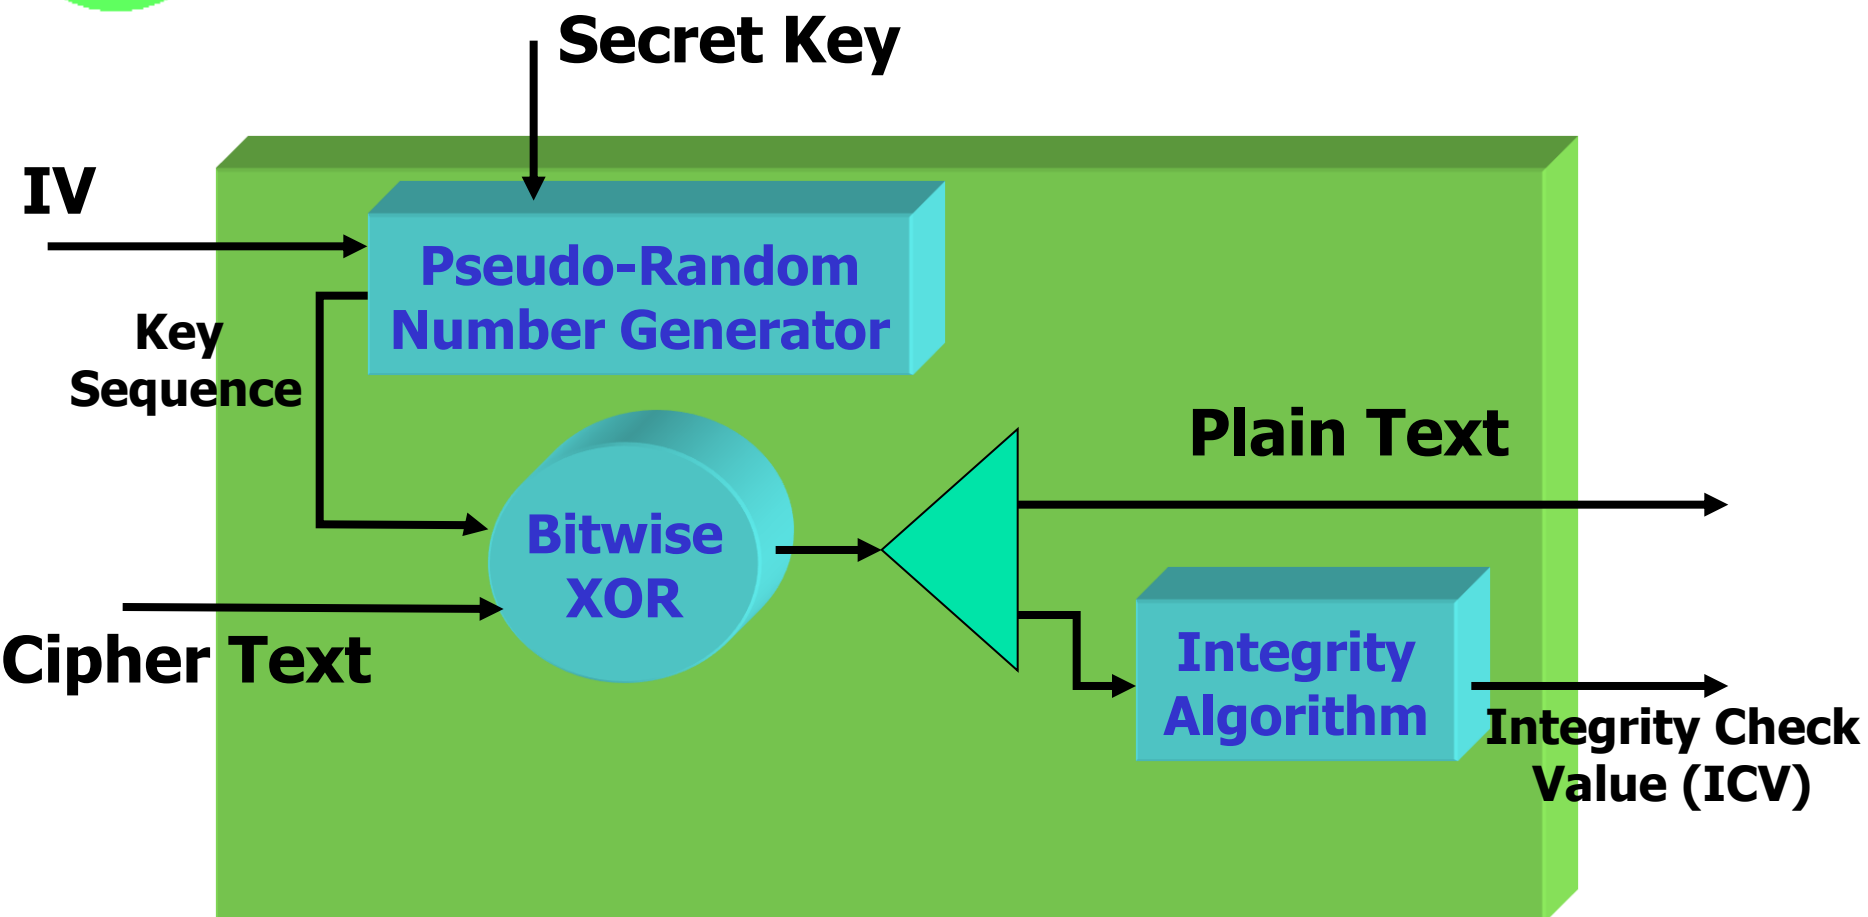 Secret Key
IV
Pseudo-Random
Number Generator
Key
Sequence
Plain Text
Bitwise
XOR
Cipher Text
Integrity
Algorithm
Integrity Check
Value (ICV)